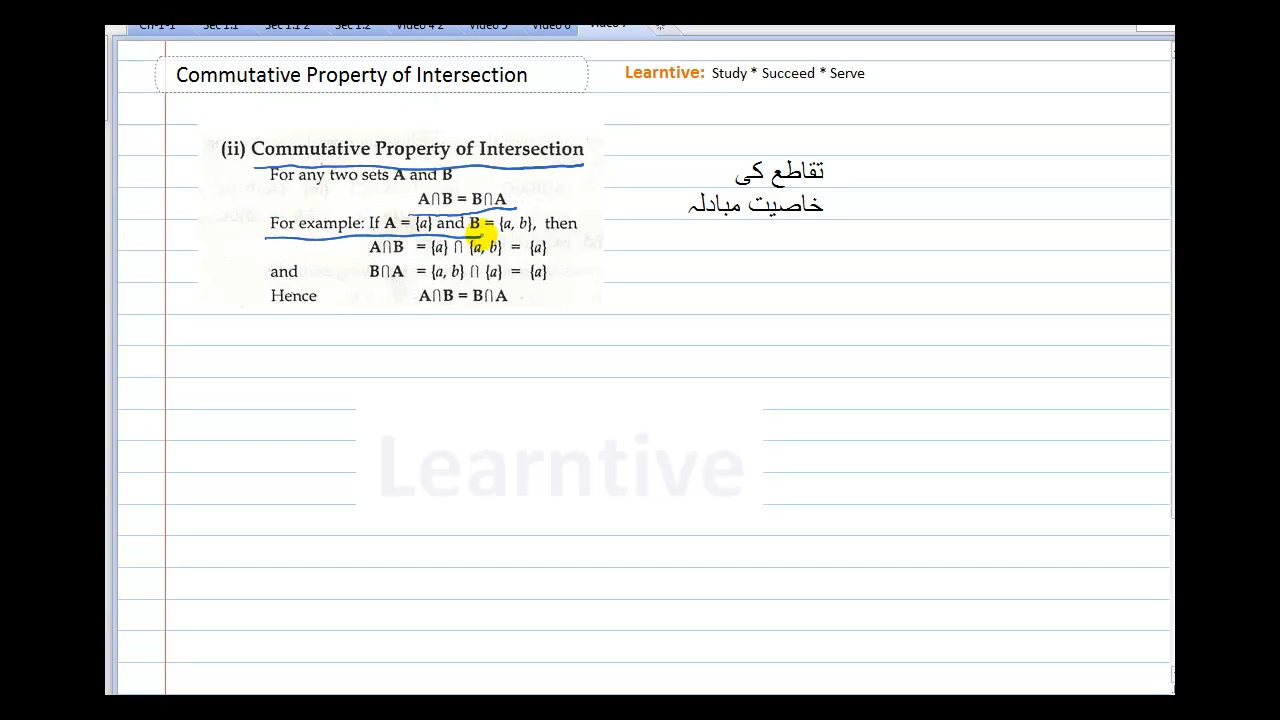 Commutative Property of Intersection
Learntive: Study * Succeed * Serve
(ii) Commutative Property of Intersection
For any two sets A and B
A∩B = B∩A
For example: If A = {a} and B = {a, b}, then
A∩B = {a} ∩ {a, b} = {a}
and B∩A = {a, b} ∩ {a} = {a}
Hence A∩B = B∩A
تقاطع کی
خاصیت مبادلہ
Learntive